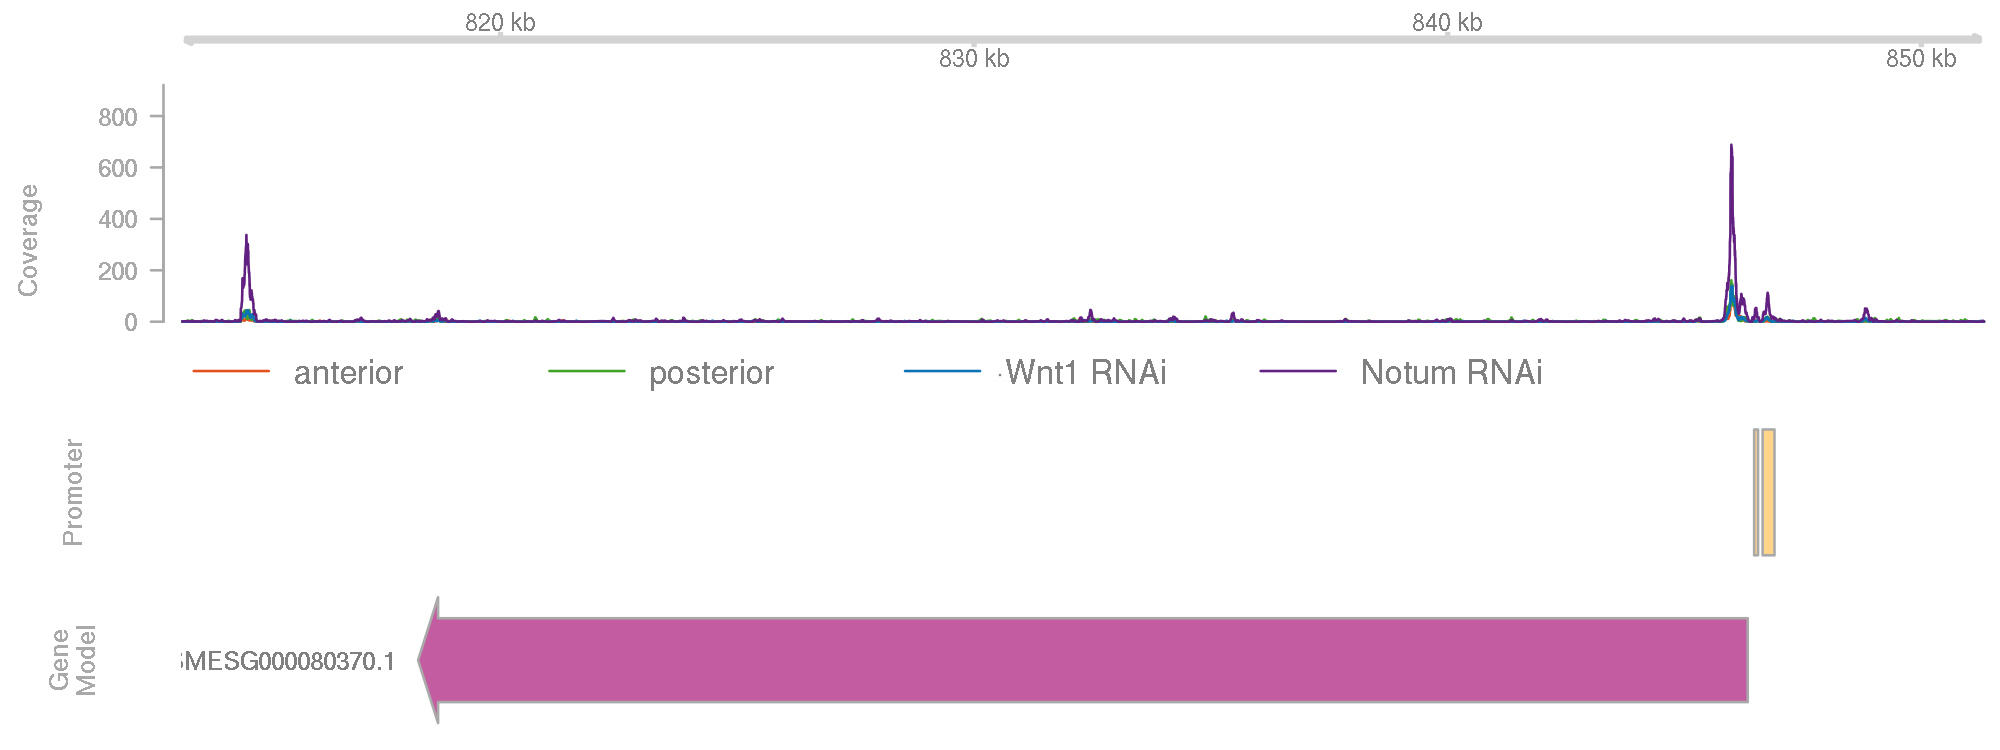 820 kb
840 kb
830 kb
850 kb
Coverage
800
600
400
200
0
anterior
posterior
Wnt1 RNAi
Notum RNAi
Promoter
Gene
Model
SMESG000080370.1